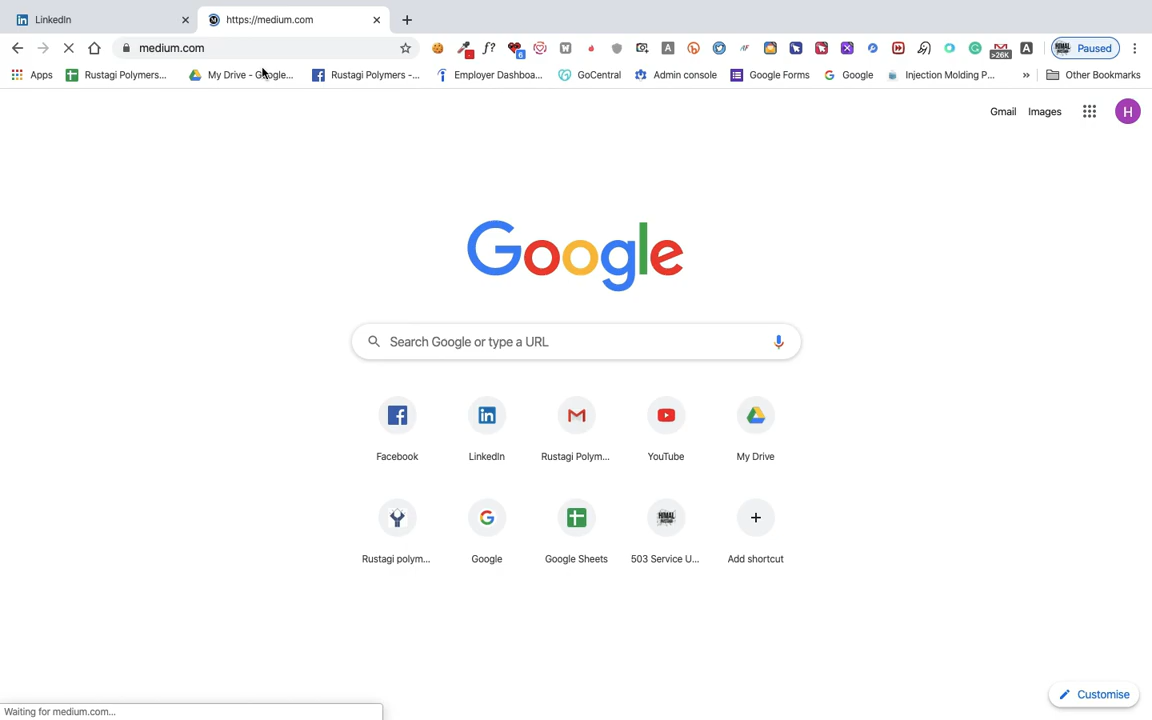 LinkedIn
https://medium.com
medium.com
6
>26K
Paused
Apps
Rustagi Polymers...
My Drive - Google...
Rustagi Polymers -...
Employer Dashboa...
GoCentral
Admin console
Google Forms
Google
Injection Molding P...
»
Other Bookmarks
Gmail
Images
H
Google
Search Google or type a URL
Facebook
LinkedIn
Rustagi Polym...
YouTube
My Drive
Rustagi polym...
Google
Google Sheets
503 Service U...
Add shortcut
Customise
Waiting for medium.com...